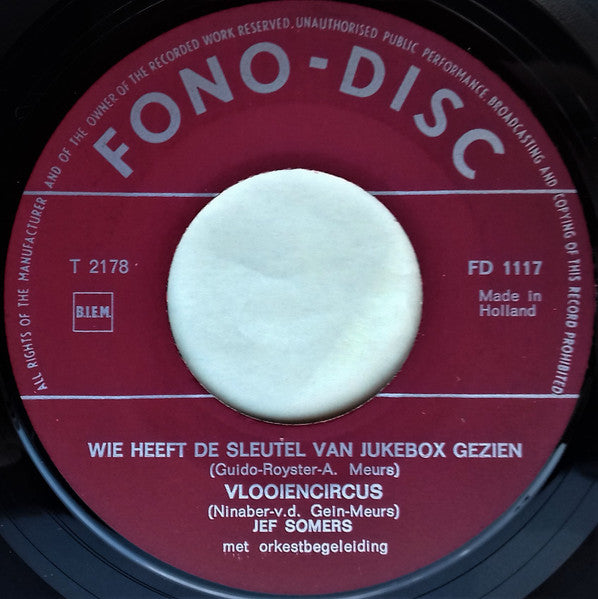 ALL RIGHTS OF THE MANUFACTURER AND OF THE OWNER OF THE RECORDED WORK RESERVED. UNAUTHORISED PUBLIC PERFORMANCE, BROADCASTING AND COPYING OF THIS RECORD PROHIBITED
FONO-DISC
T 2178
FD 1117
B.I.E.M.
Made in
Holland
WIE HEEFT DE SLEUTEL VAN JUKEBOX GEZIEN
(Guido-Royster-A. Meurs)
VLOOIENCIRCUS
(Ninaber-v.d. Gein-Meurs)
JEF SOMERS
met orkestbegeleiding